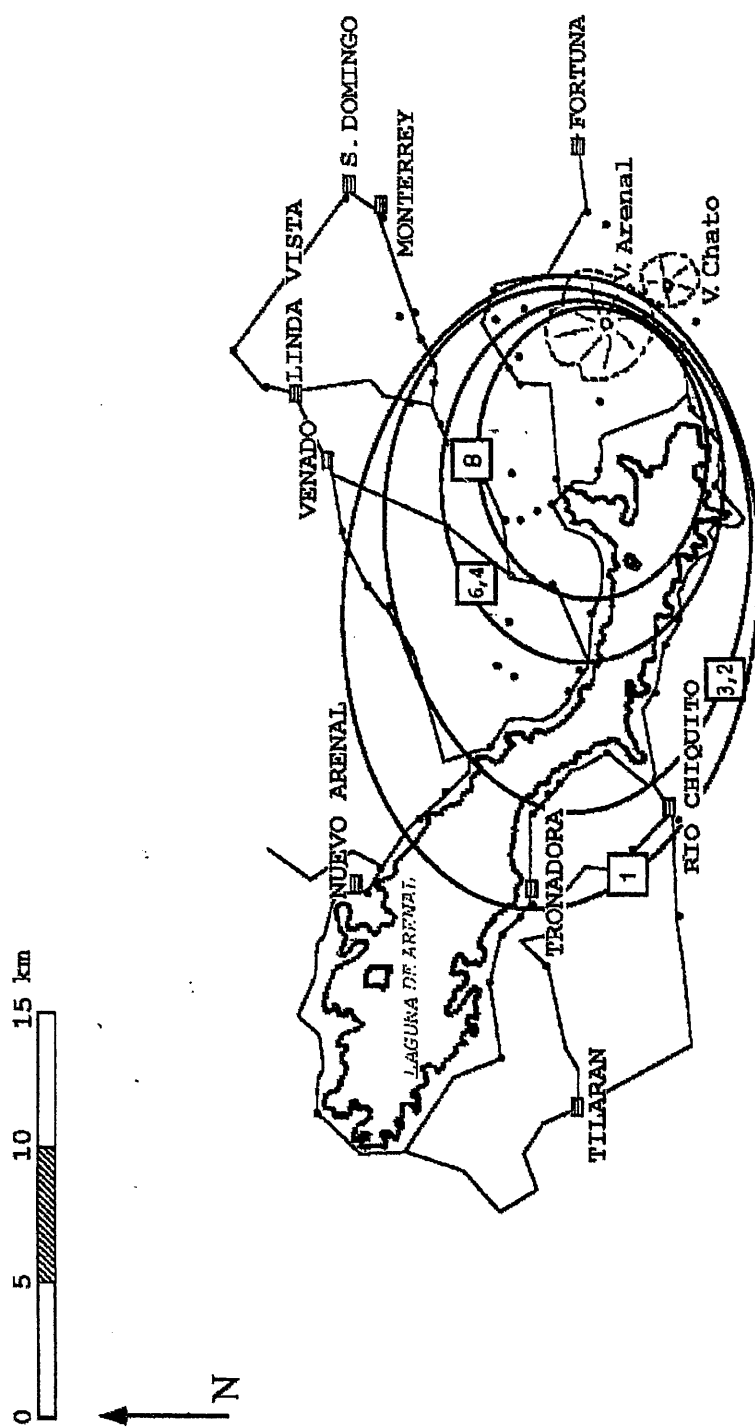 0 5 10 15 km
N
S. DOMINGO
LINDA VISTA
MONTERREY
VENADO
FORTUNA
NUEVO ARENAL
8
V. Arenal
6,4
V. Chato
LAGUNA DE ARENAL
TRONADORA
3,2
1
RIO CHIQUITO
TILARAN